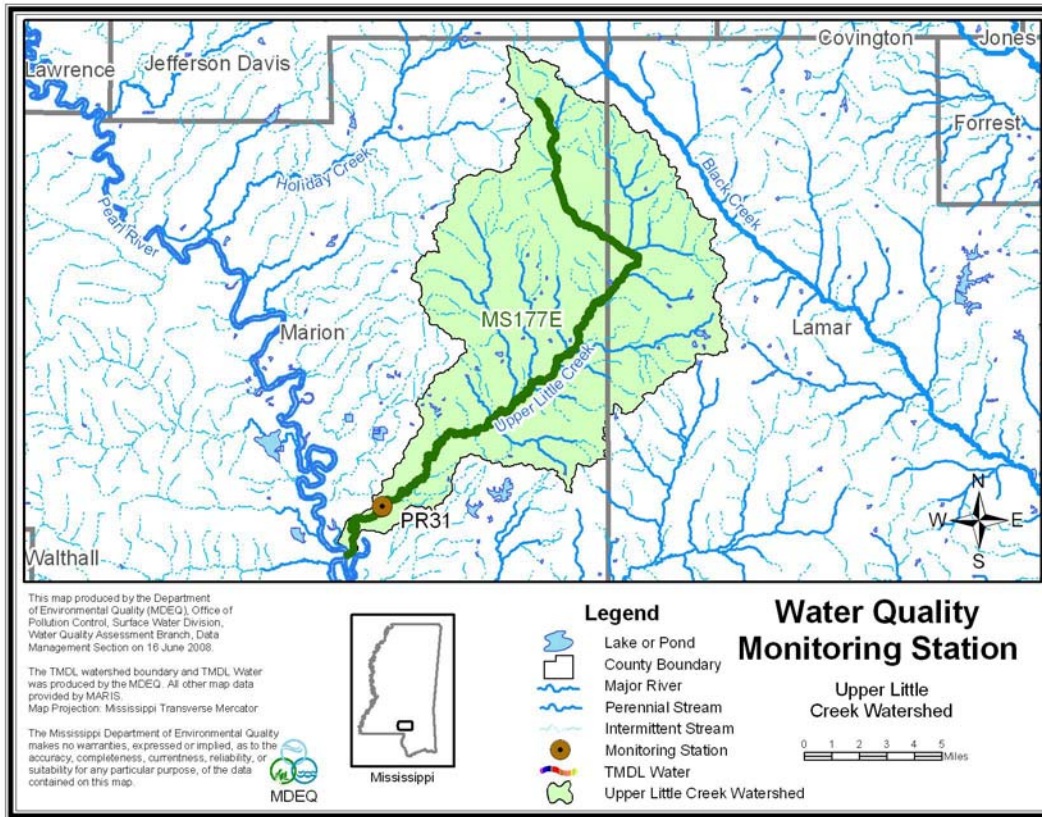 Covington
Jones
Lawrence
Jefferson Davis
Forrest
Holiday Creek
Black Creek
Pearl River
MS177E
Marion
Lamar
Upper Little Creek
N
PR31
W
E
S
Walthall
This map produced by the Department
of Environmental Quality (MDEQ), Office of
Pollution Control, Surface Water Division,
Water Quality Assessment Branch, Data
Management Section on 16 June 2008.
The TMDL watershed boundary and TMDL Water
was produced by the MDEQ. All other map data
provided by MARIS.
Map Projection: Mississippi Transverse Mercator
The Mississippi Department of Environmental Quality
makes no warranties, expressed or implied, as to the
accuracy, completeness, currentness, reliability, or
suitability for any particular purpose, of the data
contained on this map.
MDEQ
Mississippi
Legend
Lake or Pond
County Boundary
Major River
Perennial Stream
Intermittent Stream
Monitoring Station
TMDL Water
Upper Little Creek Watershed
Water Quality
Monitoring Station
Upper Little
Creek Watershed
0 1 2 3 4 5
Miles